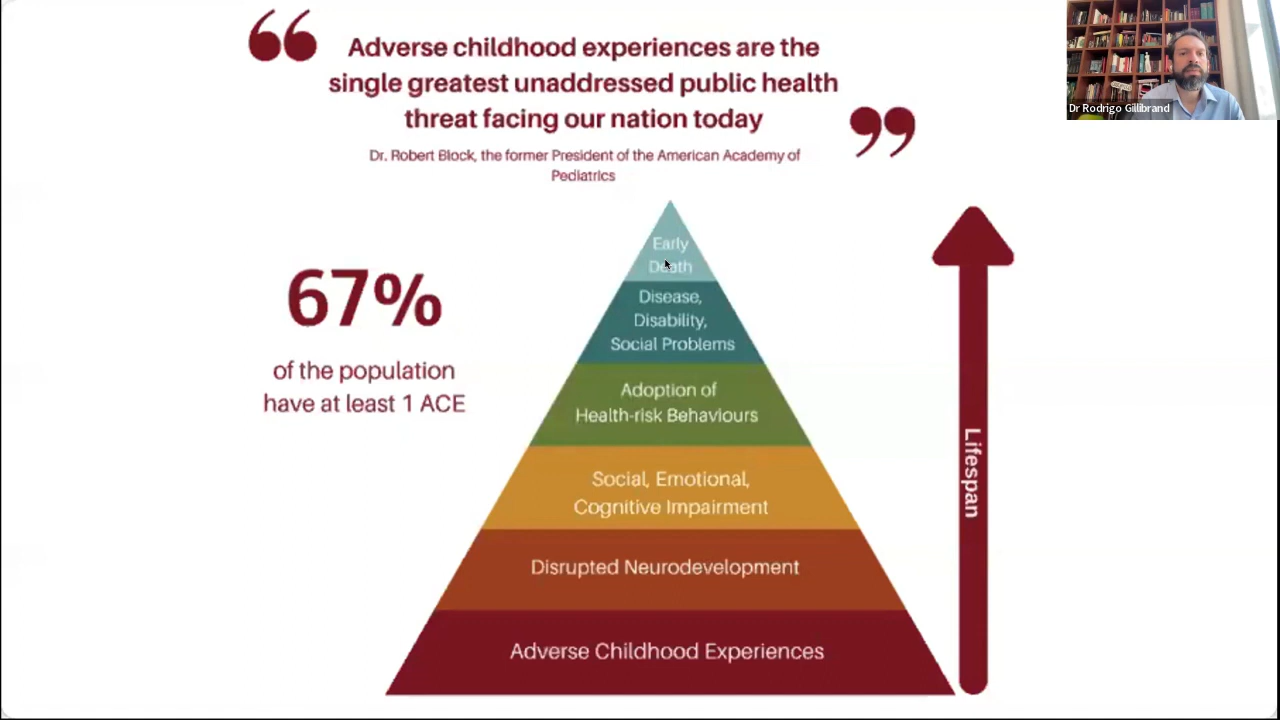 Adverse childhood experiences are the
single greatest unaddressed public health
threat facing our nation today
Dr. Robert Block, the former President of the American Academy of
Pediatrics
Dr Rodrigo Gillibrand
67%
of the population
have at least 1 ACE
Early
Death
Disease,
Disability,
Social Problems
Adoption of
Health-risk Behaviours
Social, Emotional,
Cognitive Impairment
Disrupted Neurodevelopment
Adverse Childhood Experiences
Lifespan